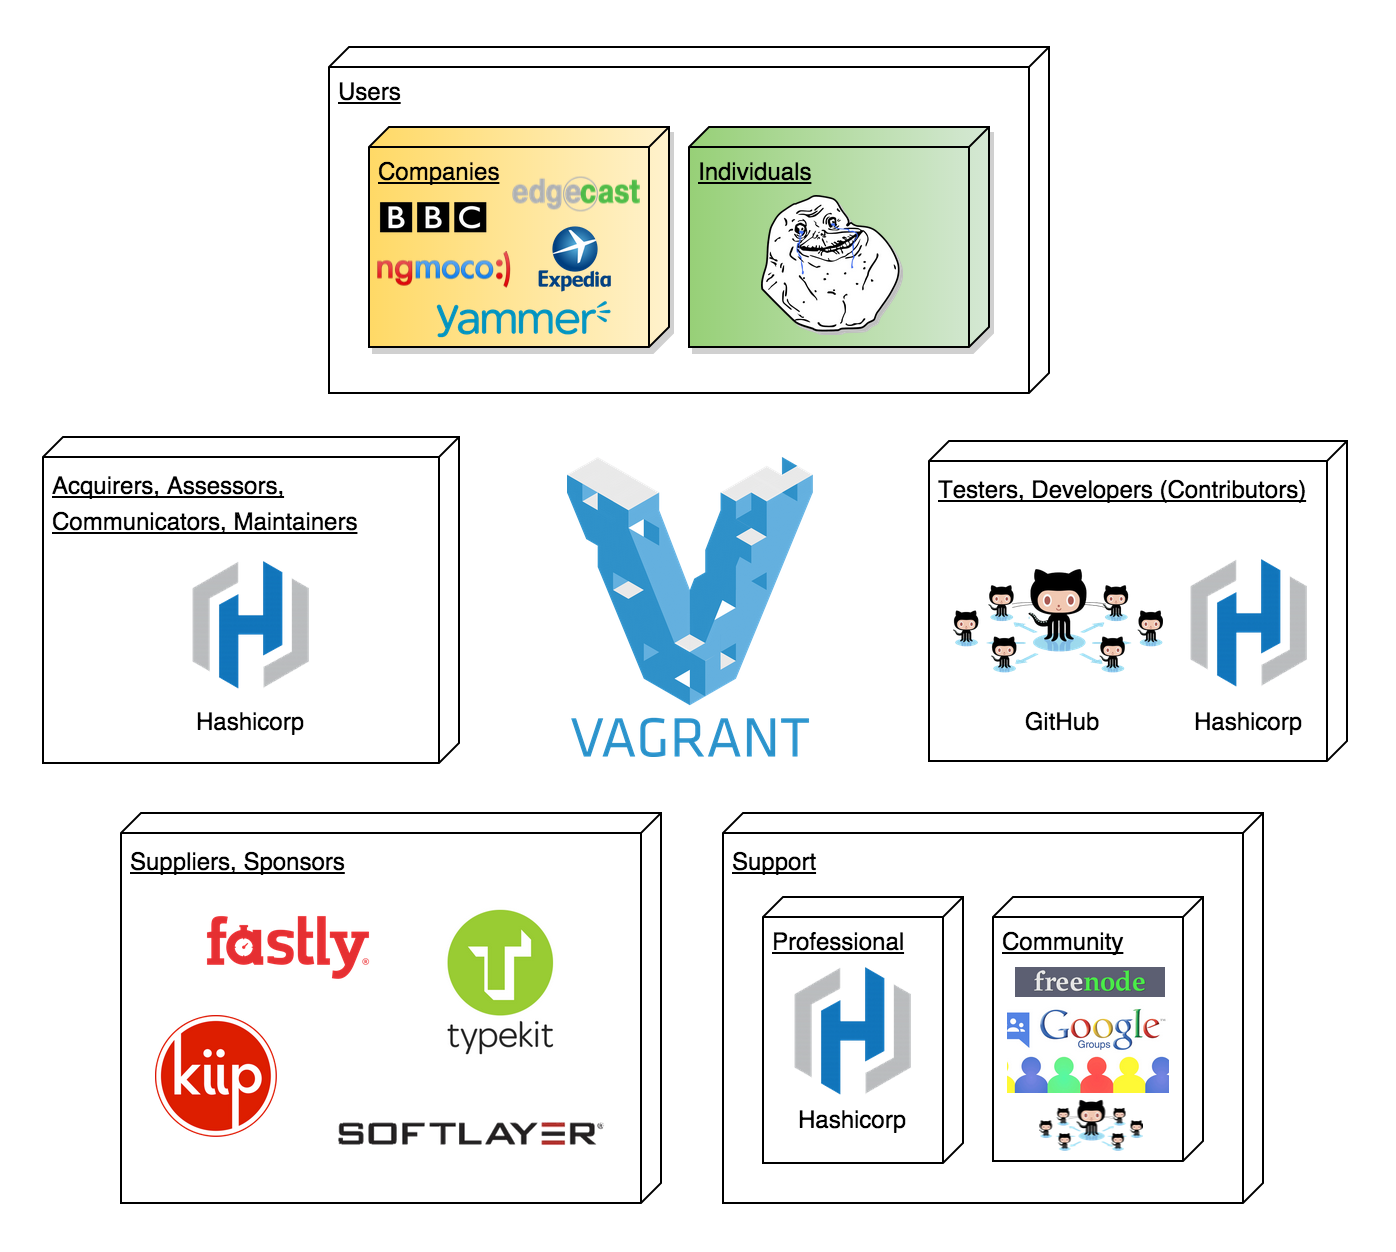 Users
Companies
edgecast
BBC
ngmoco:)
Expedia
yammer
Individuals
Acquirers, Assessors,
Communicators, Maintainers
Hashicorp
VAGRANT
Testers, Developers (Contributors)
GitHub
Hashicorp
Suppliers, Sponsors
fastly®
typekit
kiip
SOFTLAYER®
Support
Professional
Hashicorp
Community
freenode
Google™
Groups